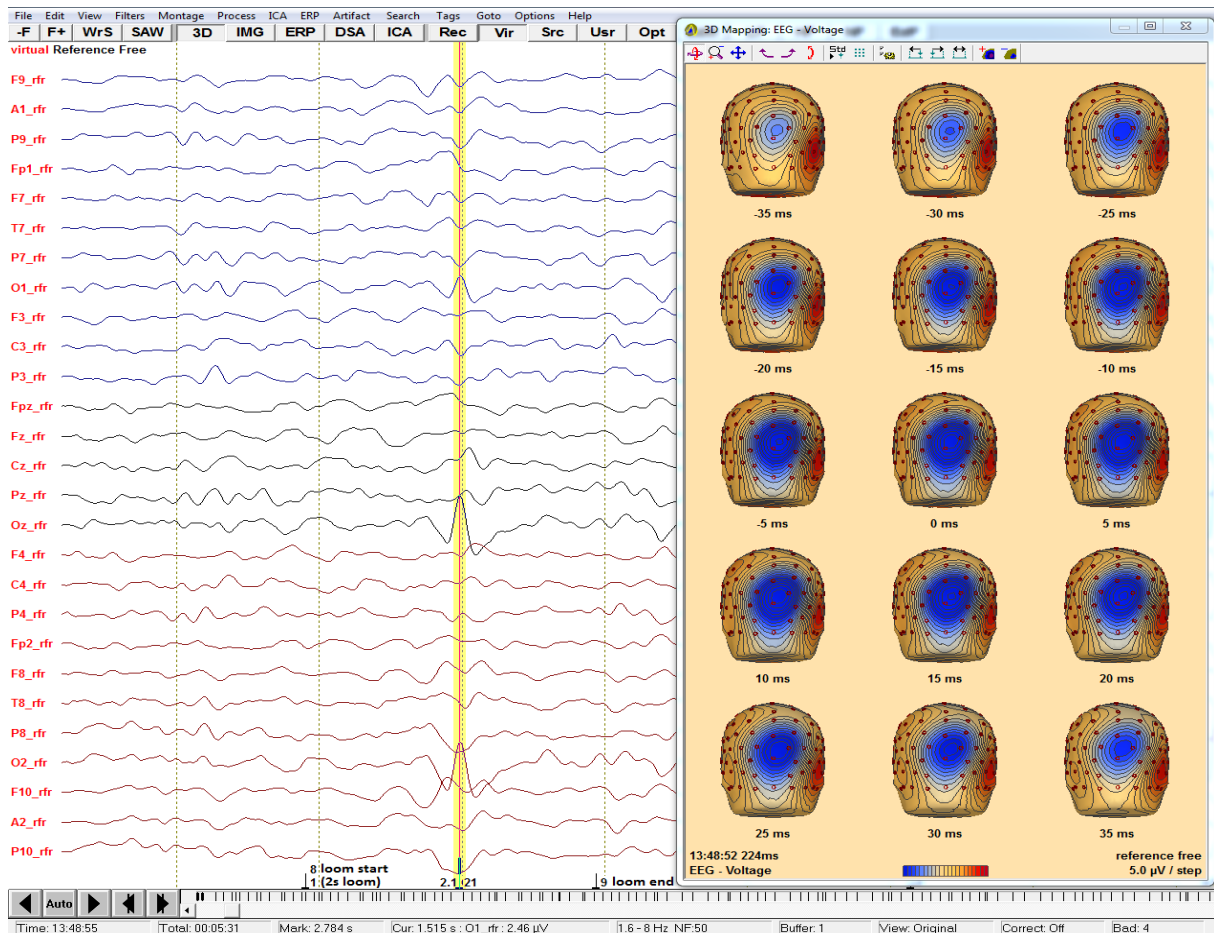 File Edit View Filters Montage Process ICA ERP Artifact Search Tags Goto Options Help
-F F+ WrS SAW 3D IMG ERP DSA ICA Rec Vir Src Usr Opt
virtual Reference Free
F9_rfr
A1_rfr
P9_rfr
Fp1_rfr
F7_rfr
T7_rfr
P7_rfr
O1_rfr
F3_rfr
C3_rfr
P3_rfr
Fpz_rfr
Fz_rfr
Cz_rfr
Pz_rfr
Oz_rfr
F4_rfr
C4_rfr
P4_rfr
Fp2_rfr
F8_rfr
T8_rfr
P8_rfr
O2_rfr
F10_rfr
A2_rfr
P10_rfr
8 loom start
1 (2s loom) 2.1 21 9 loom end
3D Mapping: EEG - Voltage
Std
-35 ms -30 ms -25 ms
-20 ms -15 ms -10 ms
-5 ms 0 ms 5 ms
10 ms 15 ms 20 ms
25 ms 30 ms 35 ms
13:48:52 224ms reference free
EEG - Voltage 5.0 µV / step
Auto
Time: 13:48:55 Total: 00:05:31 Mark: 2.784 s Cur: 1.515 s : O1_rfr : 2.46 µV 1.6 - 8 Hz NF:50 Buffer: 1 View: Original Correct: Off Bad: 4